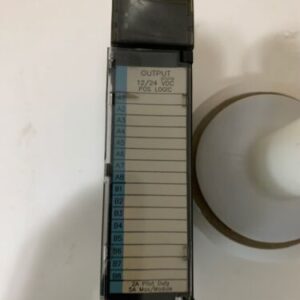 OUTPUT
12/24 VDC
POS LOGIC
A1
A2
A3
A4
A5
A6
A7
A8
B1
B2
B3
B4
B5
B6
B7
B8
2A Pilot Duty
5A Max/Module